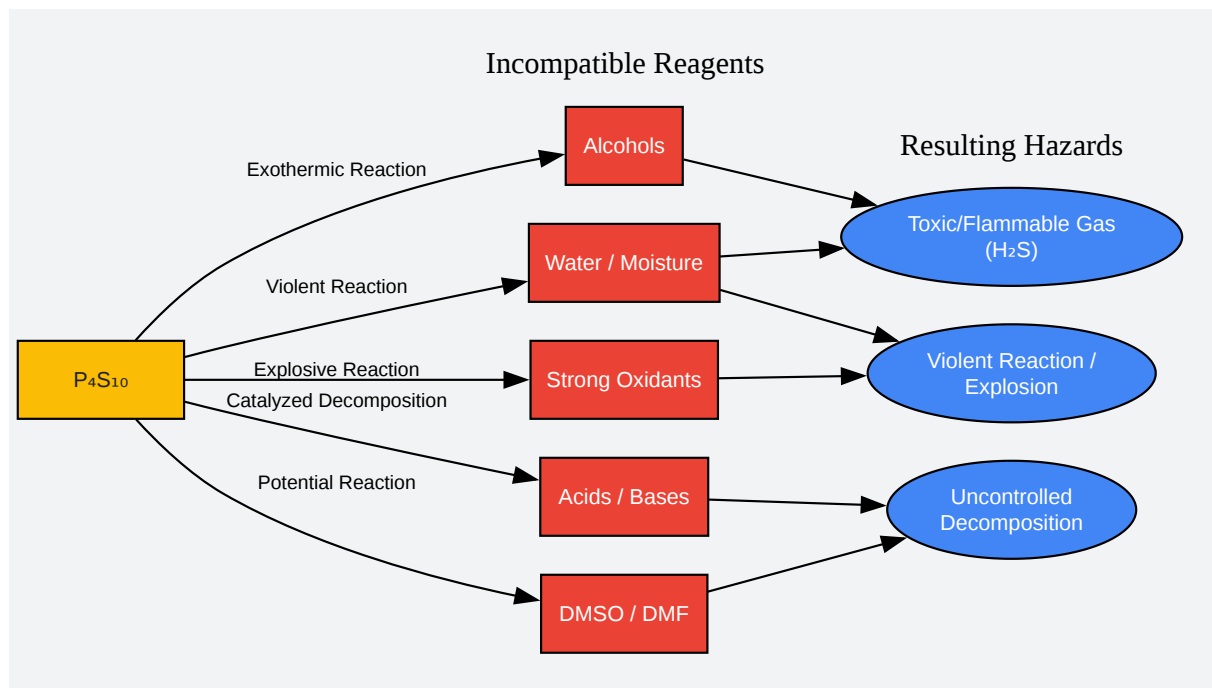 Incompatible Reagents
Alcohols
Resulting Hazards
Exothermic Reaction
Toxic/Flammable Gas
(H₂S)
Water / Moisture
Violent Reaction
Explosive Reaction
P₄S₁₀
Strong Oxidants
Violent Reaction /
Explosion
Catalyzed Decomposition
Potential Reaction
Acids / Bases
Uncontrolled
Decomposition
DMSO / DMF